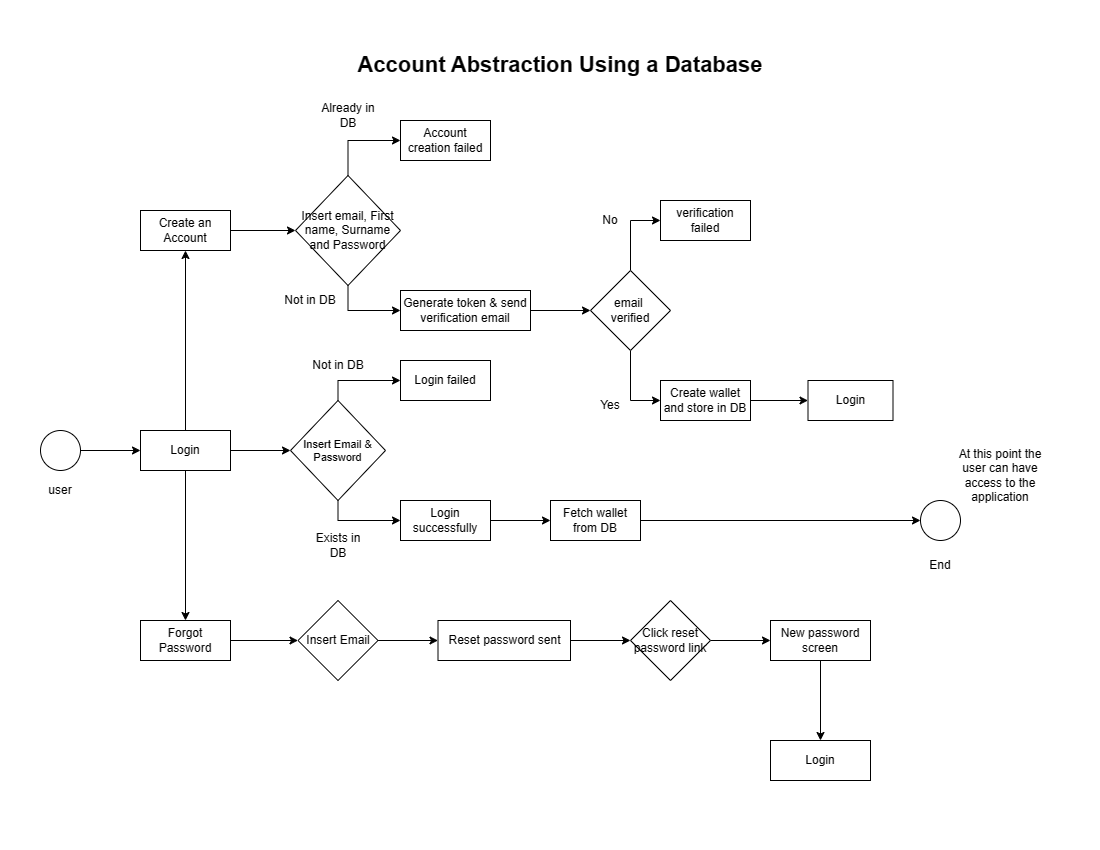 Account Abstraction Using a Database
Already in
DB
Account
creation failed
Create an
Account
Insert email, First
name, Surname
and Password
No
verification
failed
Not in DB
Generate token & send
verification email
email
verified
Not in DB
Login failed
Yes
Create wallet
and store in DB
Login
user
Login
Insert Email &
Password
At this point the
user can have
access to the
application
Exists in
DB
Login
successfully
Fetch wallet
from DB
End
Forgot
Password
Insert Email
Reset password sent
Click reset
password link
New password
screen
Login